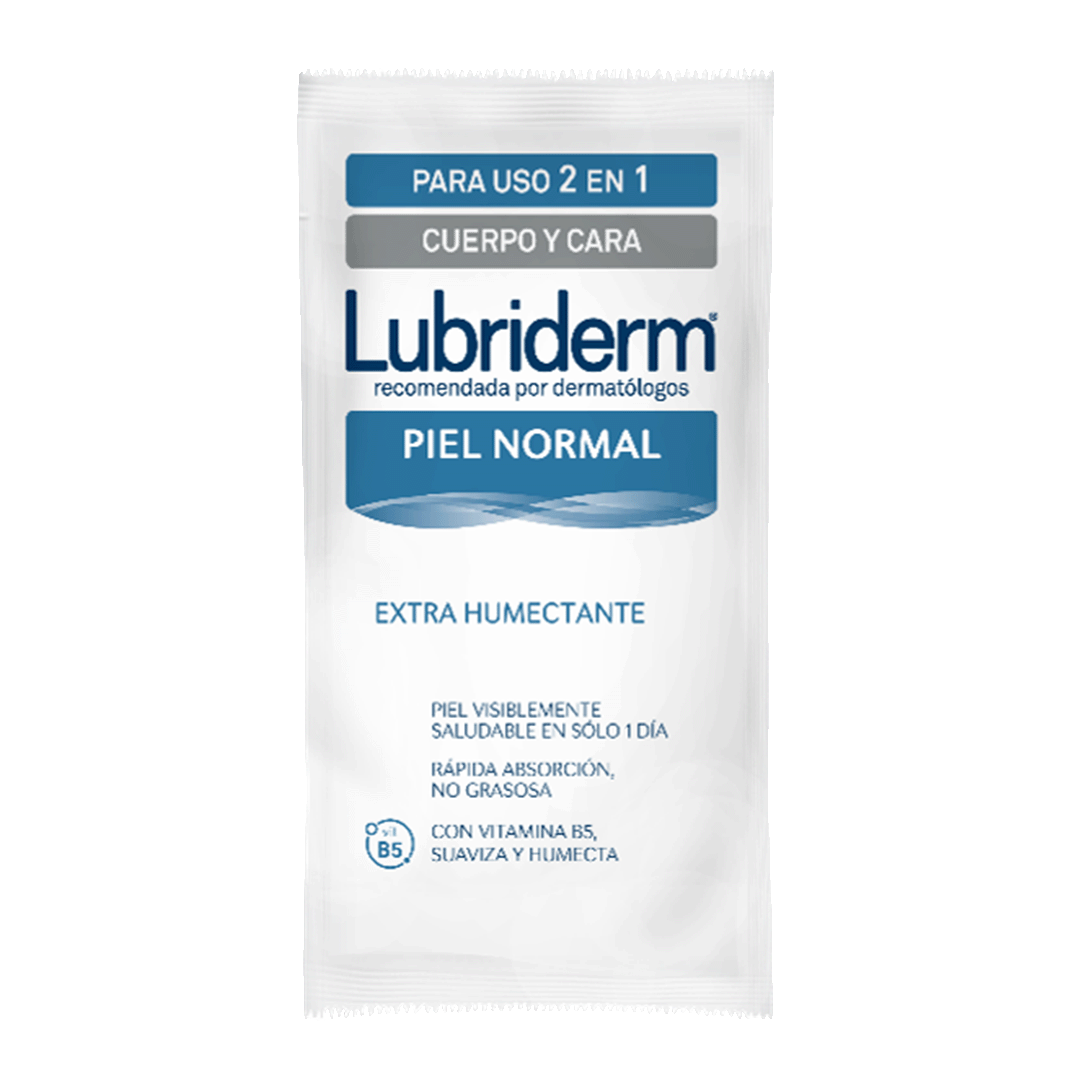 PARA USO 2 EN 1
CUERPO Y CARA
Lubriderm®
recomendada por dermatólogos
PIEL NORMAL
EXTRA HUMECTANTE
PIEL VISIBLEMENTE
SALUDABLE EN SÓLO 1 DÍA
RÁPIDA ABSORCIÓN,
NO GRASOSA
vit
B5
CON VITAMINA B5,
SUAVIZA Y HUMECTA